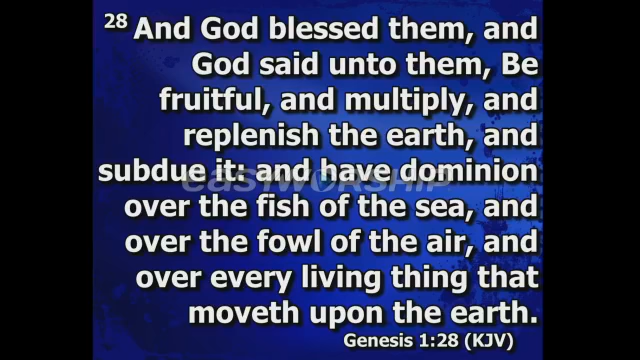 28 And God blessed them, and
God said unto them, Be
fruitful, and multiply, and
replenish the earth, and
subdue it: and have dominion
EASYWORSHIP
over the fish of the sea, and
over the fowl of the air, and
over every living thing that
moveth upon the earth.
Genesis 1:28 (KJV)